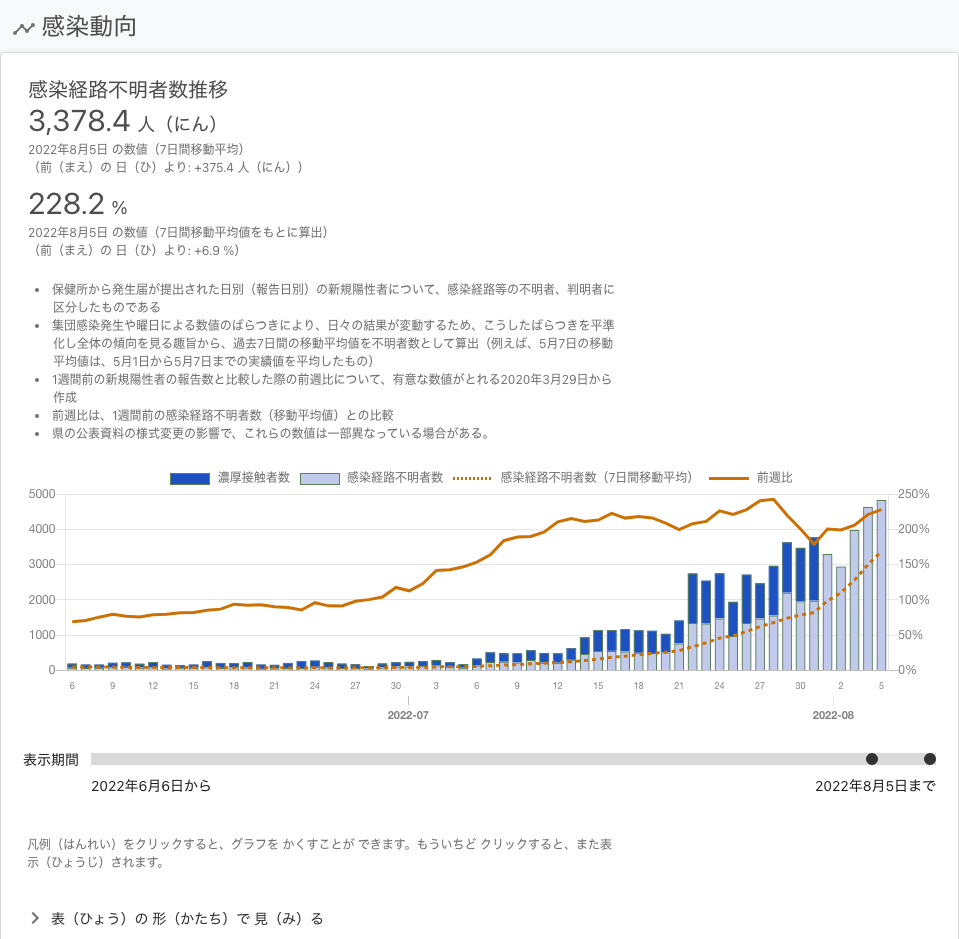 感染動向
感染経路不明者数推移
3,378.4 人（にん）
2022年8月5日 の数値（7日間移動平均）
（前（まえ）の 日（ひ）より: +375.4 人（にん））
228.2 %
2022年8月5日 の数値（7日間移動平均値をもとに算出）
（前（まえ）の 日（ひ）より: +6.9 %）
• 保健所から発生届が提出された日別（報告日別）の新規陽性者について、感染経路等の不明者、判明者に
区分したものである
• 集団感染発生や曜日による数値のばらつきにより、日々の結果が変動するため、こうしたばらつきを平準
化し全体の傾向を見る趣旨から、過去7日間の移動平均値を不明者数として算出（例えば、5月7日の移動
平均値は、5月1日から5月7日までの実績値を平均したもの）
• 1週間前の新規陽性者の報告数と比較した際の前週比について、有意な数値がとれる2020年3月29日から
作成
• 前週比は、1週間前の感染経路不明者数（移動平均値）との比較
• 県の公表資料の様式変更の影響で、これらの数値は一部異なっている場合がある。
濃厚接触者数 感染経路不明者数 感染経路不明者数（7日間移動平均） 前週比
5000 250%
4000 200%
3000 150%
2000 100%
1000 50%
0 0%
6 9 12 15 18 21 24 27 30 3 6 9 12 15 18 21 24 27 30 2 5
2022-07 2022-08
表示期間
2022年6月6日から 2022年8月5日まで
凡例（はんれい）をクリックすると、グラフを かくすことが できます。もういちど クリックすると、また表
示（ひょうじ）されます。
表（ひょう）の 形（かたち）で 見（み）る